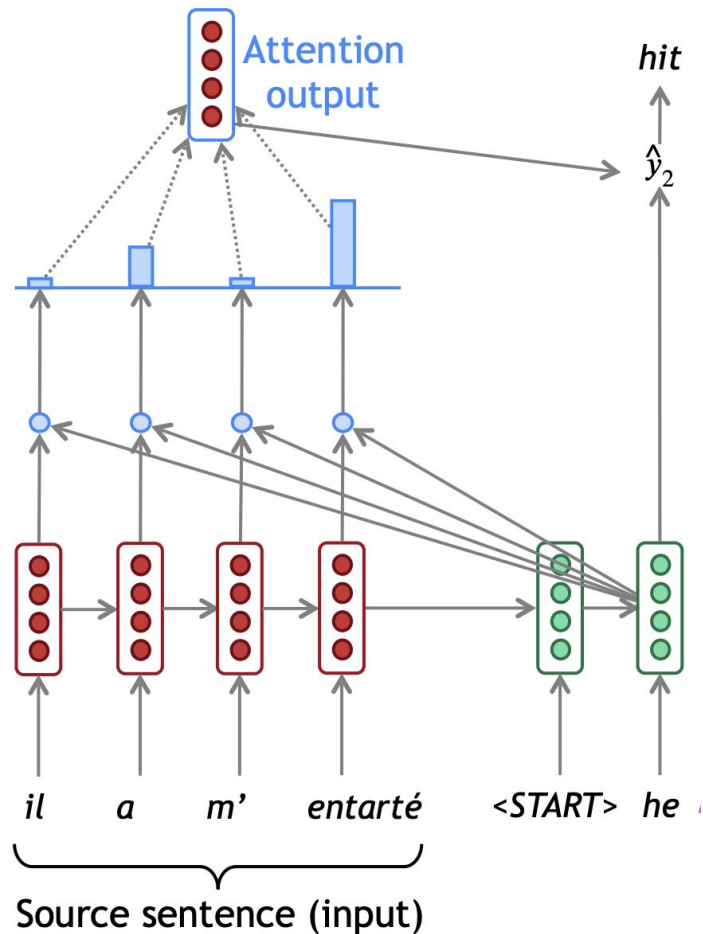 Attention
output
hit
ŷ₂
il a m’ entarté <START> he
Source sentence (input)